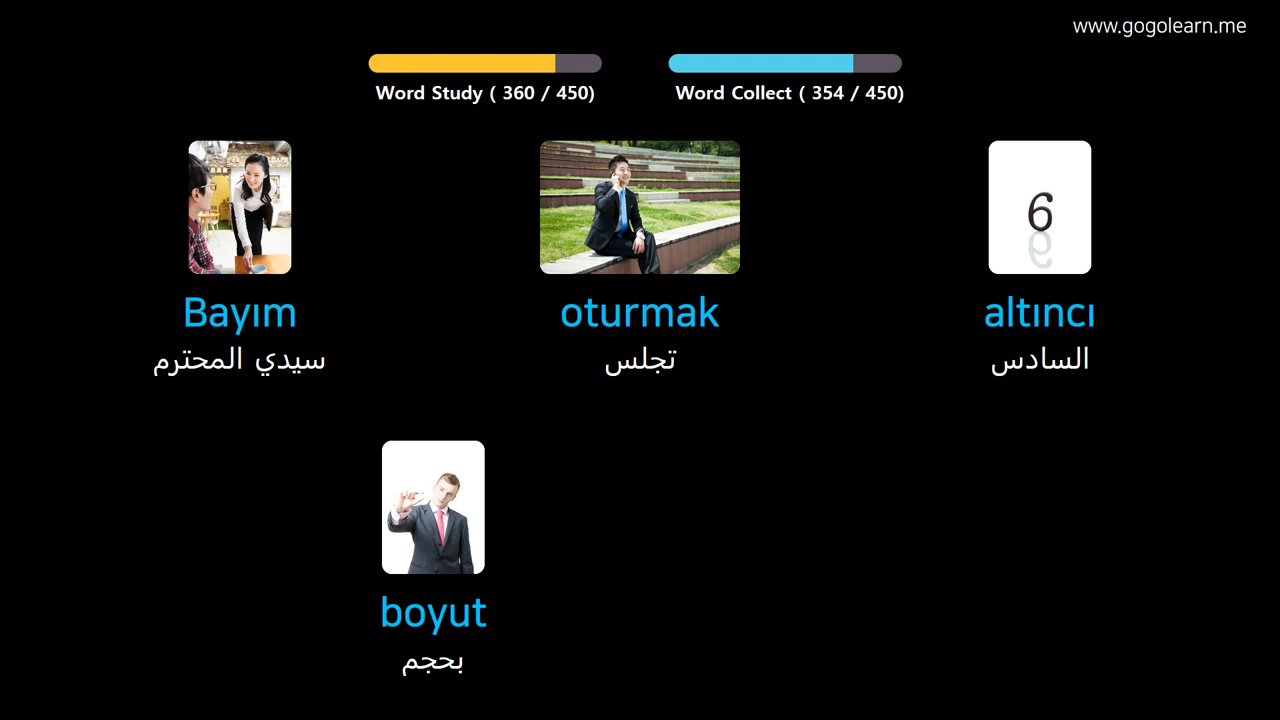 www.gogolearn.me
Word Study ( 360 / 450)
Word Collect ( 354 / 450)
6
Bayım
oturmak
altıncı
سيدي المحترم
تجلس
السادس
boyut
بحجم